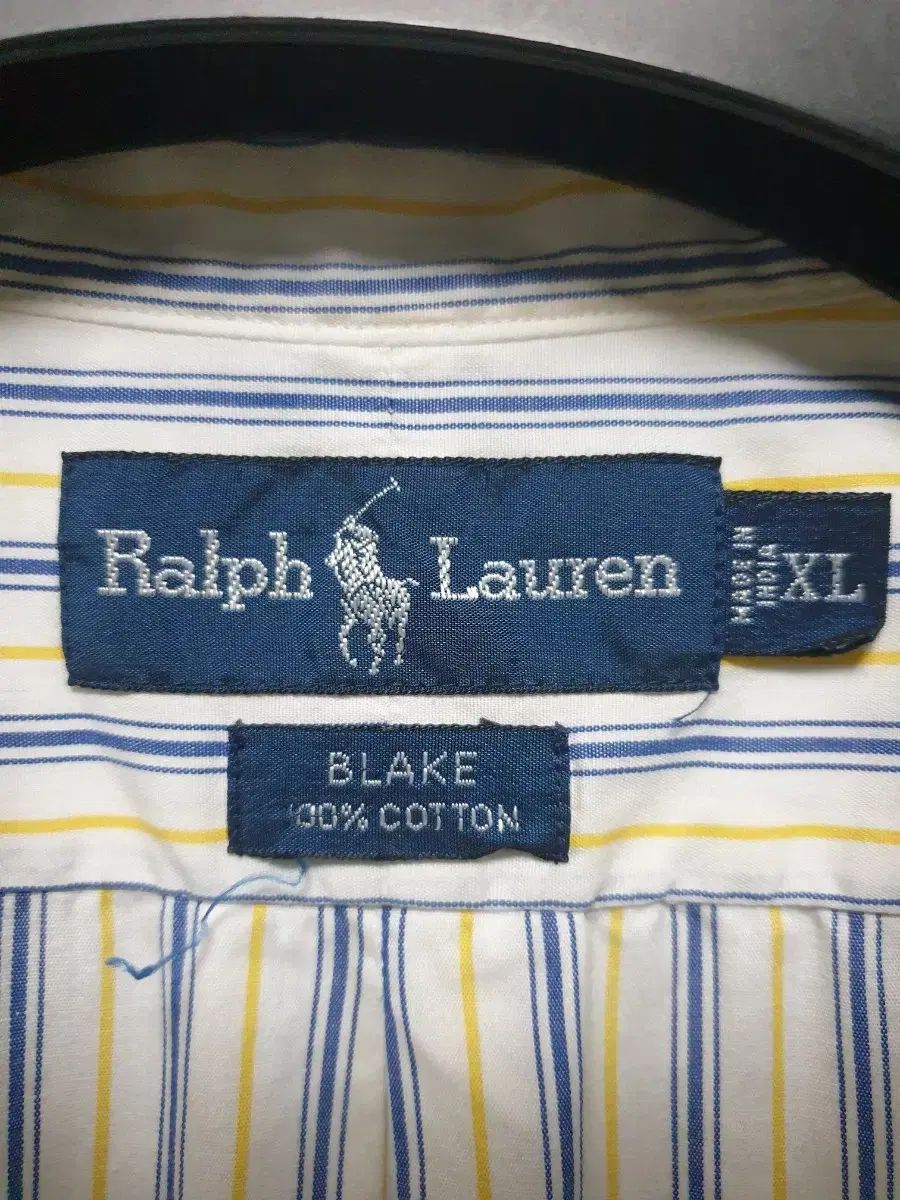 Ralph Lauren
MADE IN
INDIA
XL
BLAKE
100% COTTON